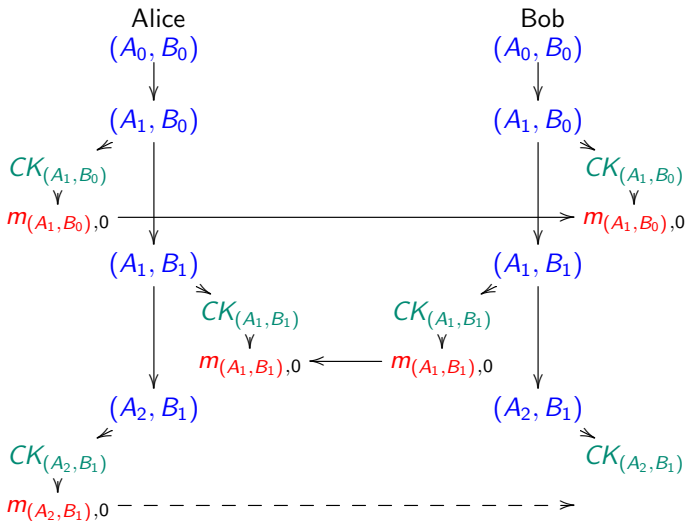 Alice Bob
(A₀, B₀) (A₀, B₀)
(A₁, B₀) (A₁, B₀)
CK₍A₁,B₀₎ CK₍A₁,B₀₎
m₍A₁,B₀₎,₀ m₍A₁,B₀₎,₀
(A₁, B₁) (A₁, B₁)
CK₍A₁,B₁₎ CK₍A₁,B₁₎
m₍A₁,B₁₎,₀ m₍A₁,B₁₎,₀
(A₂, B₁) (A₂, B₁)
CK₍A₂,B₁₎ CK₍A₂,B₁₎
m₍A₂,B₁₎,₀